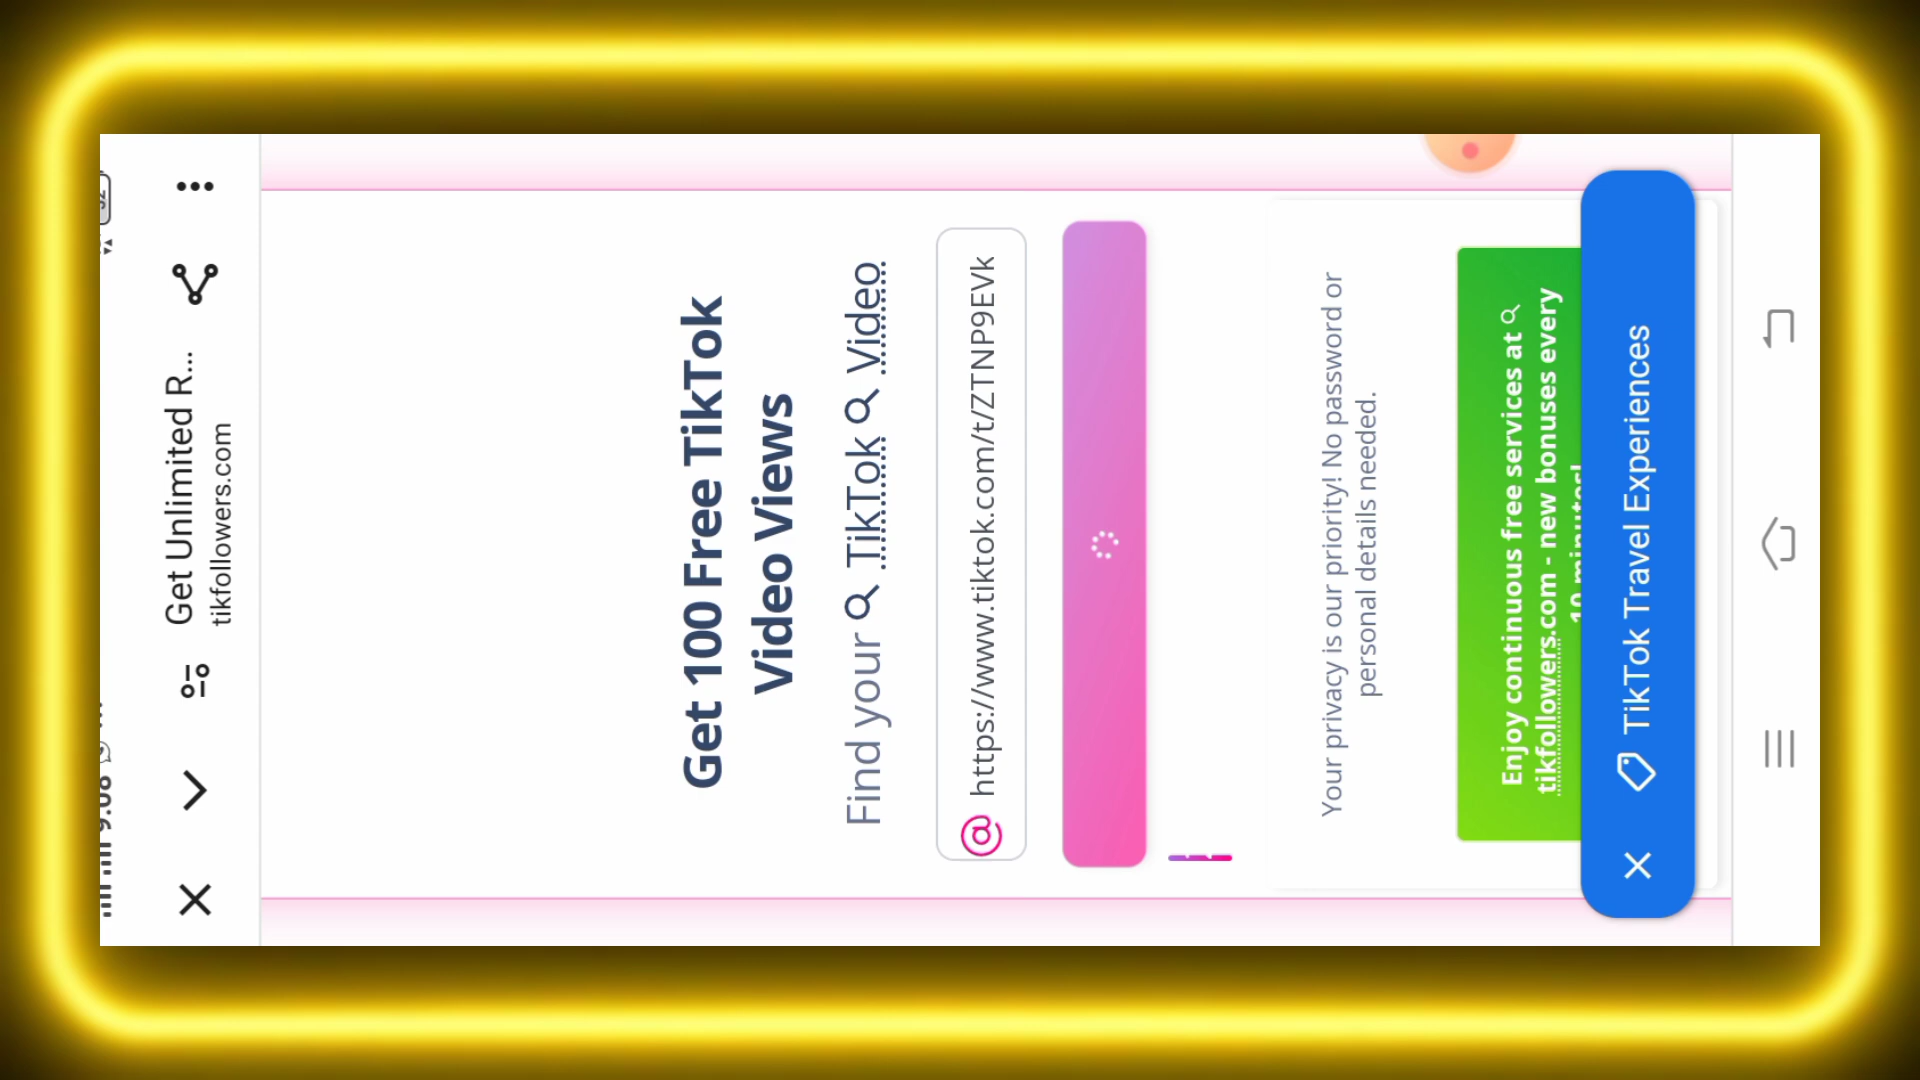 Get Unlimited R...
tikfollowers.com
Get 100 Free TikTok
Video Views
Find your TikTok Video
@ https://www.tiktok.com/t/ZTNP9EVk
Your privacy is our priority! No password or
personal details needed.
Enjoy continuous free services at
tikfollowers.com - new bonuses every
TikTok Travel Experiences